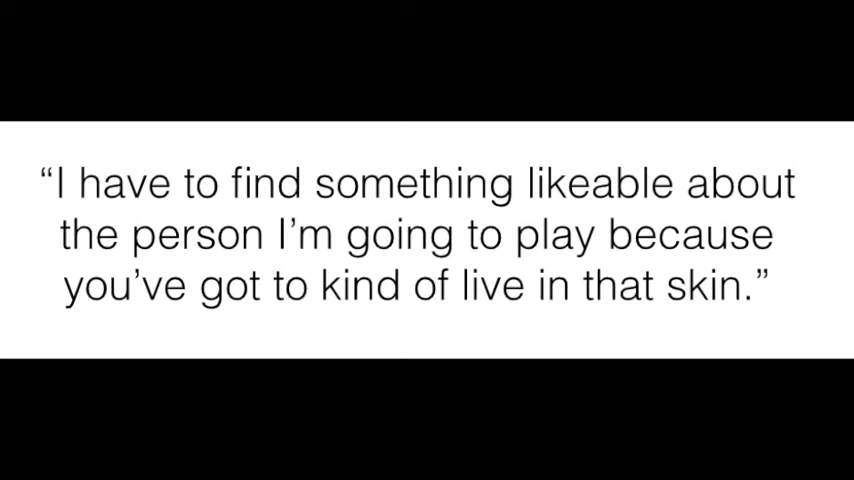 “I have to find something likeable about
the person I’m going to play because
you’ve got to kind of live in that skin.”